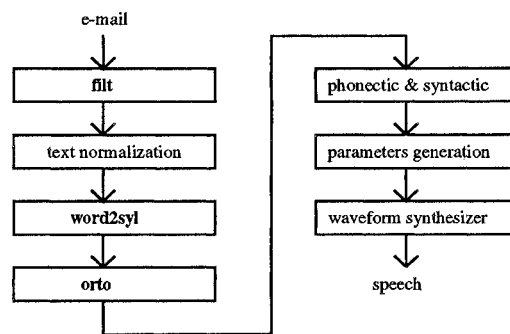 e-mail
filt
text normalization
word2syl
orto
phonectic & syntactic
parameters generation
waveform synthesizer
speech